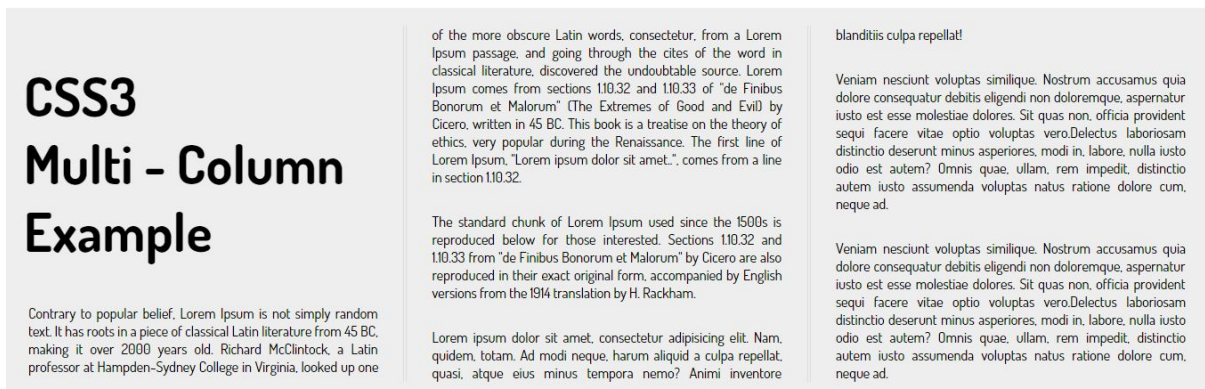 CSS3
Multi - Column
Example
Contrary to popular belief, Lorem Ipsum is not simply random
text. It has roots in a piece of classical Latin literature from 45 BC,
making it over 2000 years old. Richard McClintock, a Latin
professor at Hampden-Sydney College in Virginia, looked up one
of the more obscure Latin words, consectetur, from a Lorem
Ipsum passage, and going through the cites of the word in
classical literature, discovered the undoubtable source. Lorem
Ipsum comes from sections 1.10.32 and 1.10.33 of "de Finibus
Bonorum et Malorum" (The Extremes of Good and Evil) by
Cicero, written in 45 BC. This book is a treatise on the theory of
ethics, very popular during the Renaissance. The first line of
Lorem Ipsum, "Lorem ipsum dolor sit amet..", comes from a line
in section 1.10.32.
The standard chunk of Lorem Ipsum used since the 1500s is
reproduced below for those interested. Sections 1.10.32 and
1.10.33 from "de Finibus Bonorum et Malorum" by Cicero are also
reproduced in their exact original form, accompanied by English
versions from the 1914 translation by H. Rackham.
Lorem ipsum dolor sit amet, consectetur adipisicing elit. Nam,
quidem, totam. Ad modi neque, harum aliquid a culpa repellat,
quasi, atque eius minus tempora nemo? Animi inventore
blanditiis culpa repellat!
Veniam nesciunt voluptas similique. Nostrum accusamus quia
dolore consequatur debitis eligendi non doloremque, aspernatur
iusto est esse molestiae dolores. Sit quas non, officia provident
sequi facere vitae optio voluptas vero.Delectus laboriosam
distinctio deserunt minus asperiores, modi in, labore, nulla iusto
odio est autem? Omnis quae, ullam, rem impedit, distinctio
autem iusto assumenda voluptas natus ratione dolore cum,
neque ad.
Veniam nesciunt voluptas similique. Nostrum accusamus quia
dolore consequatur debitis eligendi non doloremque, aspernatur
iusto est esse molestiae dolores. Sit quas non, officia provident
sequi facere vitae optio voluptas vero.Delectus laboriosam
distinctio deserunt minus asperiores, modi in, labore, nulla iusto
odio est autem? Omnis quae, ullam, rem impedit, distinctio
autem iusto assumenda voluptas natus ratione dolore cum,
neque ad.